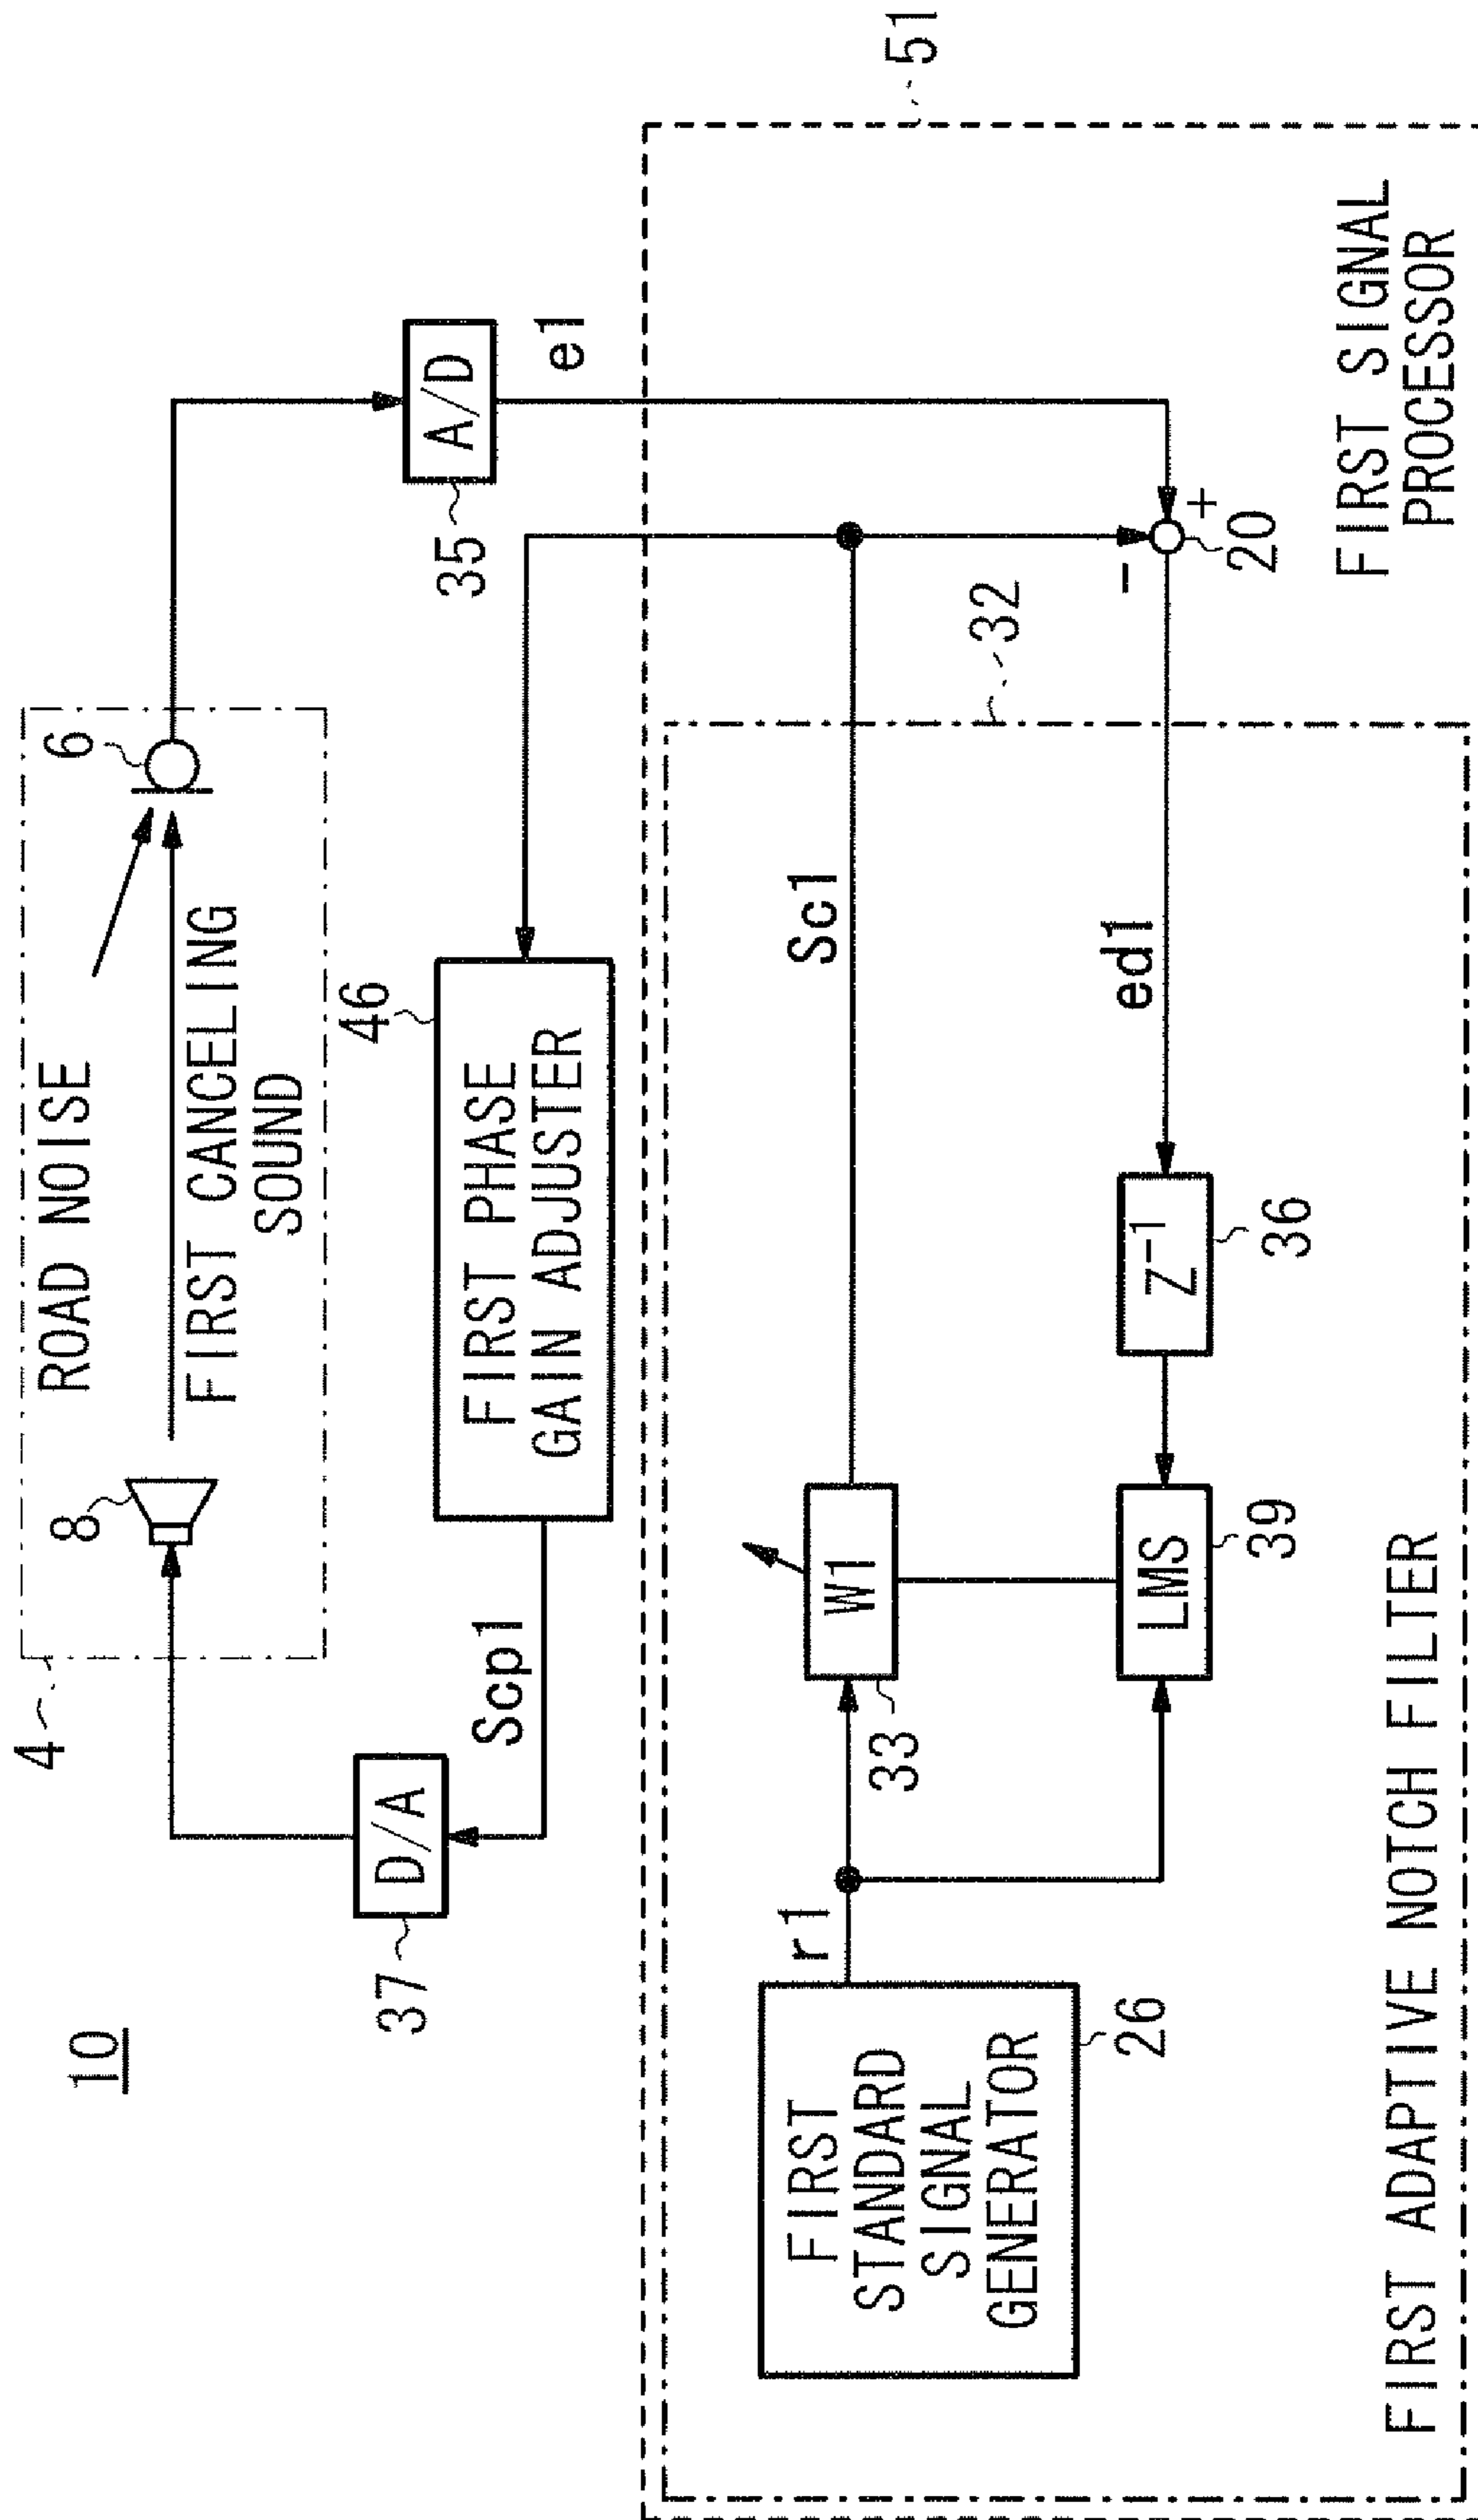 10
4
8
6
ROAD NOISE
FIRST CANCELING
SOUND
37
D/A
Scp1
46
FIRST PHASE
GAIN ADJUSTER
35
A/D
e1
51
32
r1
33
W1
Sc1
FIRST
STANDARD
SIGNAL
GENERATOR
26
LMS
39
Z-1
36
ed1
-
+
20
FIRST SIGNAL
PROCESSOR
FIRST ADAPTIVE NOTCH FILTER